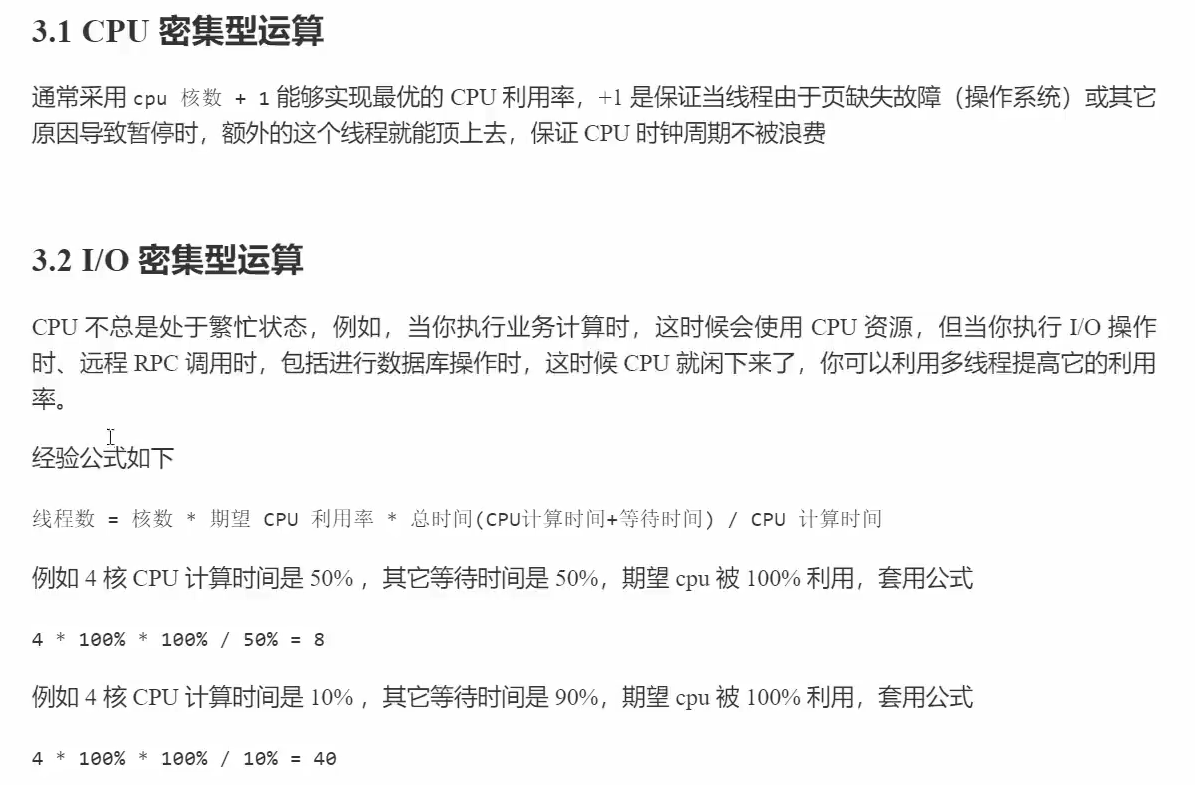 3.1 CPU 密集型运算
通常采用 cpu 核数 + 1 能够实现最优的 CPU 利用率，+1 是保证当线程由于页缺失故障（操作系统）或其它
原因导致暂停时，额外的这个线程就能顶上去，保证 CPU 时钟周期不被浪费
3.2 I/O 密集型运算
CPU 不总是处于繁忙状态，例如，当你执行业务计算时，这时候会使用 CPU 资源，但当你执行 I/O 操作
时、远程 RPC 调用时，包括进行数据库操作时，这时候 CPU 就闲下来了，你可以利用多线程提高它的利用
率。
经验公式如下
线程数 = 核数 * 期望 CPU 利用率 * 总时间(CPU计算时间+等待时间) / CPU 计算时间
例如 4 核 CPU 计算时间是 50% ，其它等待时间是 50%，期望 cpu 被 100% 利用，套用公式
4 * 100% * 100% / 50% = 8
例如 4 核 CPU 计算时间是 10% ，其它等待时间是 90%，期望 cpu 被 100% 利用，套用公式
4 * 100% * 100% / 10% = 40